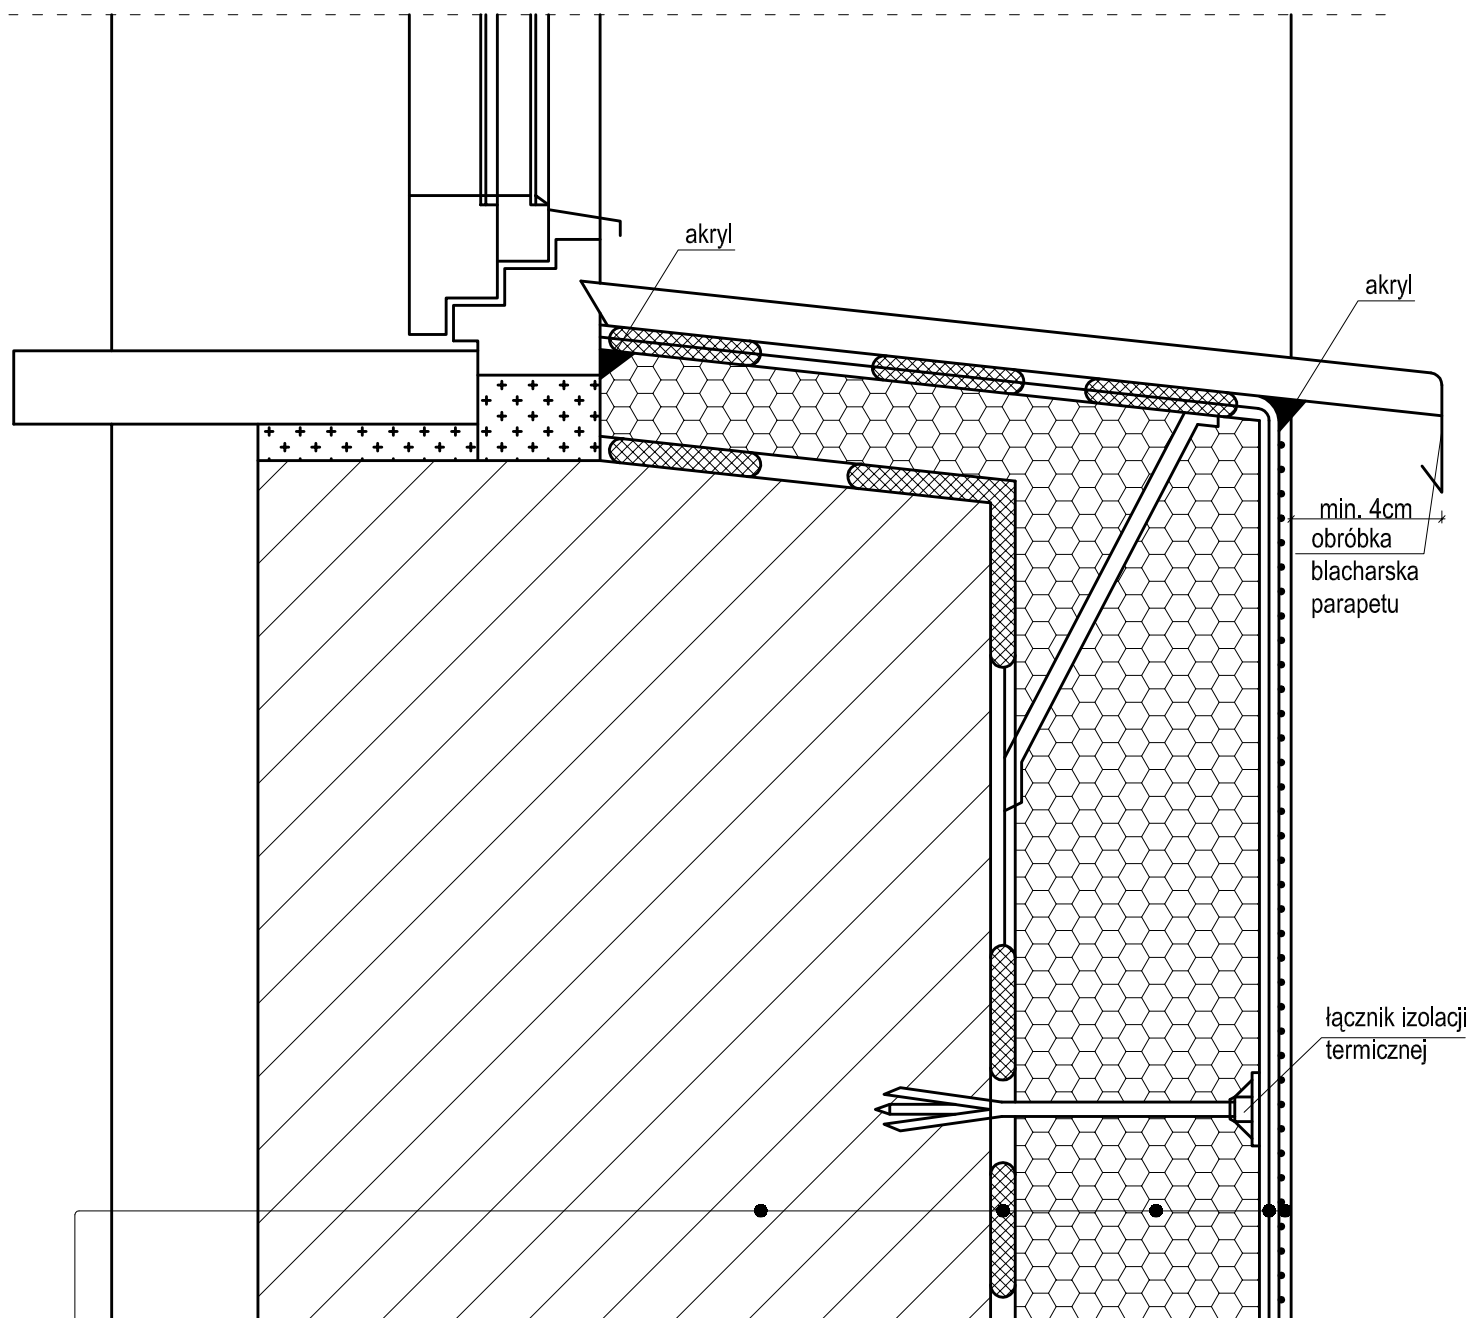 akryl
akryl
min. 4cm
obróbka
blacharska
parapetu
łącznik izolacji
termicznej